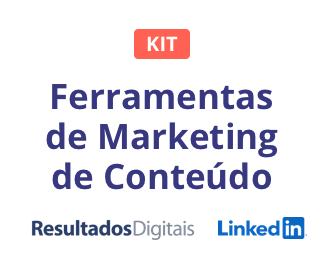 KIT
Ferramentas
de Marketing
de Conteúdo
ResultadosDigitais LinkedIn